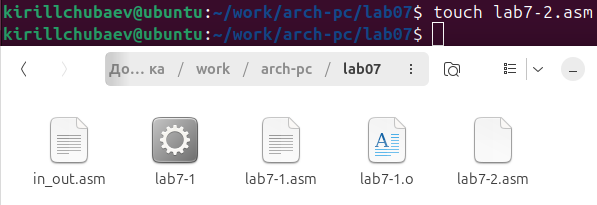 kirillchubaev@ubuntu:~/work/arch-pc/lab07$ touch lab7-2.asm
kirillchubaev@ubuntu:~/work/arch-pc/lab07$
До… ка / work / arch-pc / lab07
in_out.asm lab7-1 lab7-1.asm lab7-1.o lab7-2.asm